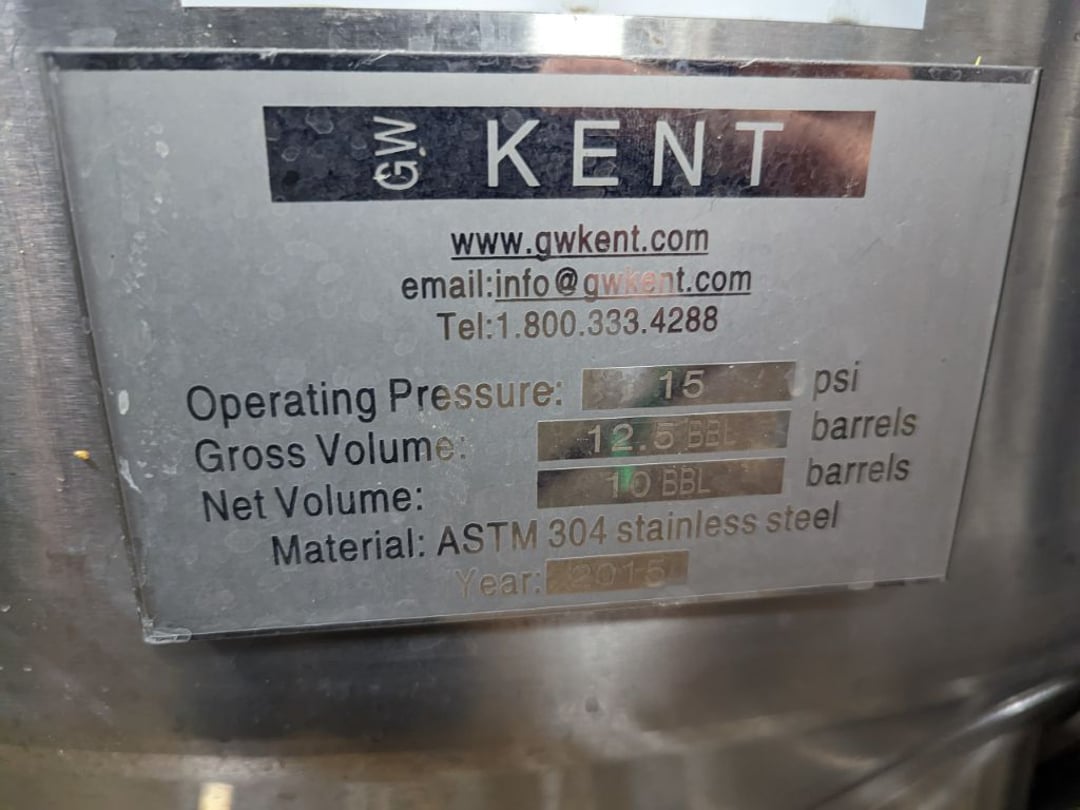 GW KENT
www.gwkent.com
email:info@gwkent.com
Tel:1.800.333.4288
Operating Pressure: 15 psi
Gross Volume: 12.5 BBL barrels
Net Volume: 10 BBL barrels
Material: ASTM 304 stainless steel
Year: 2015